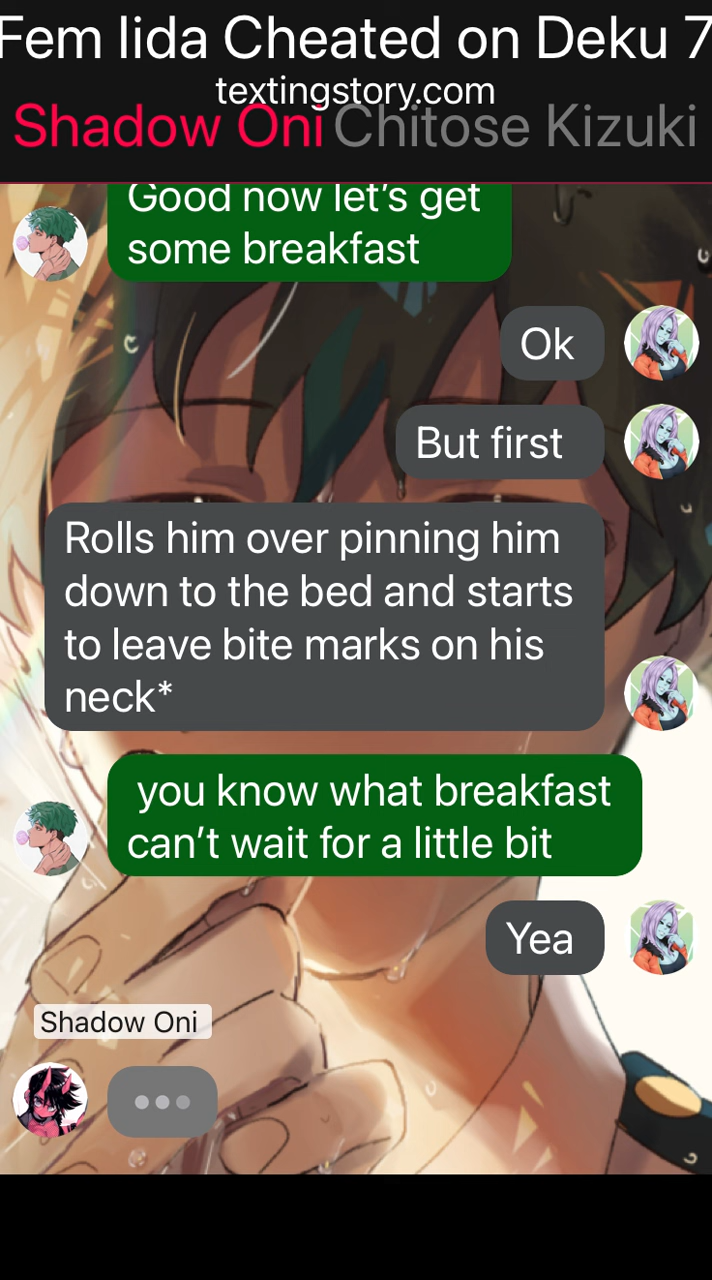 Fem Iida Cheated on Deku 7
textingstory.com
Shadow Oni Chitose Kizuki
Good now let's get
some breakfast
Ok
But first
Rolls him over pinning him
down to the bed and starts
to leave bite marks on his
neck*
you know what breakfast
can't wait for a little bit
Yea
Shadow Oni